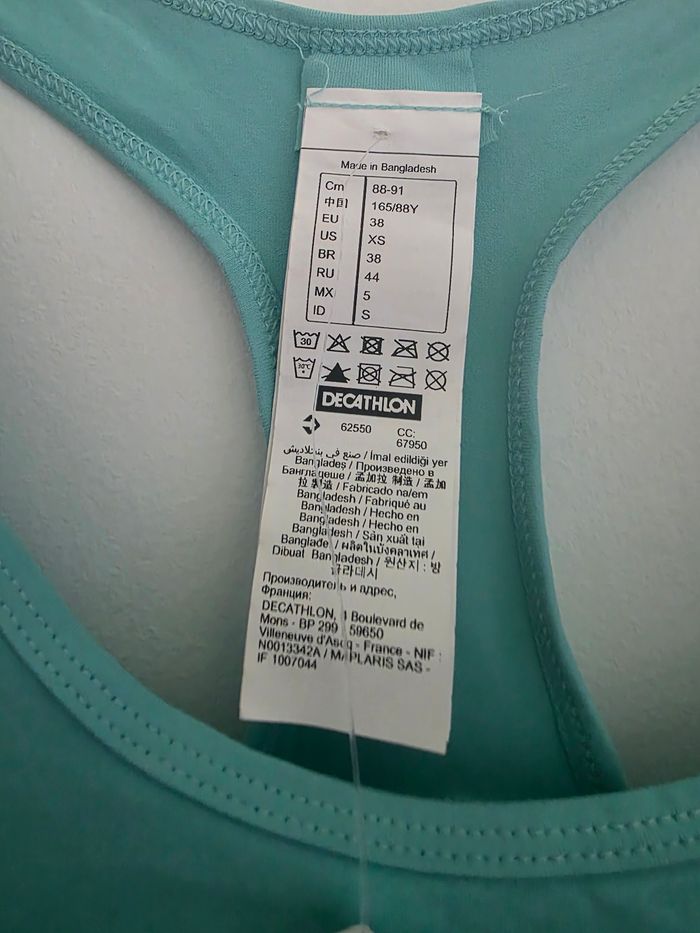 Made in Bangladesh
Cm 88-91
中国 165/88Y
EU 38
US XS
BR 38
RU 44
MX 5
ID S
30
30°C
DECATHLON
62550 CC: 67950
صنع في بنغلاديش / İmal edildiği yer
Bangladeş / Произведено в
Бангладеше / 孟加拉 制造 / 孟加
拉 製造 / Fabricado na/em
Bangladesh / Fabriqué au
Bangladesh / Hecho en
Bangladesh / Hecho en
Bangladesh / Sản xuất tại
Banglade / ผลิตในบังคลาเทศ /
Dibuat Bangladesh / 원산지 : 방
글라데시
Производитель и адрес,
Франция:
DECATHLON, 4 Boulevard de
Mons - BP 299 59650
Villeneuve d'Ascq - France - NIF :
N0013342A / MAPLARIS SAS -
IF 1007044